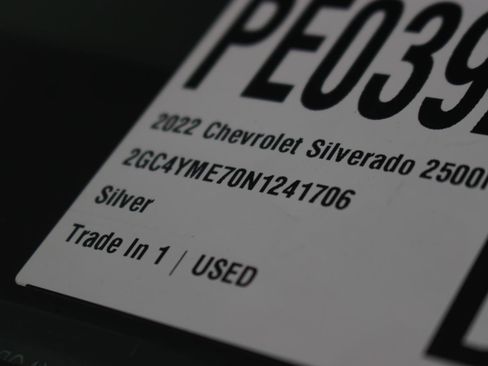 PE039
2022 Chevrolet Silverado 2500
2GC4YME70N1241706
Silver
Trade In 1 | USED